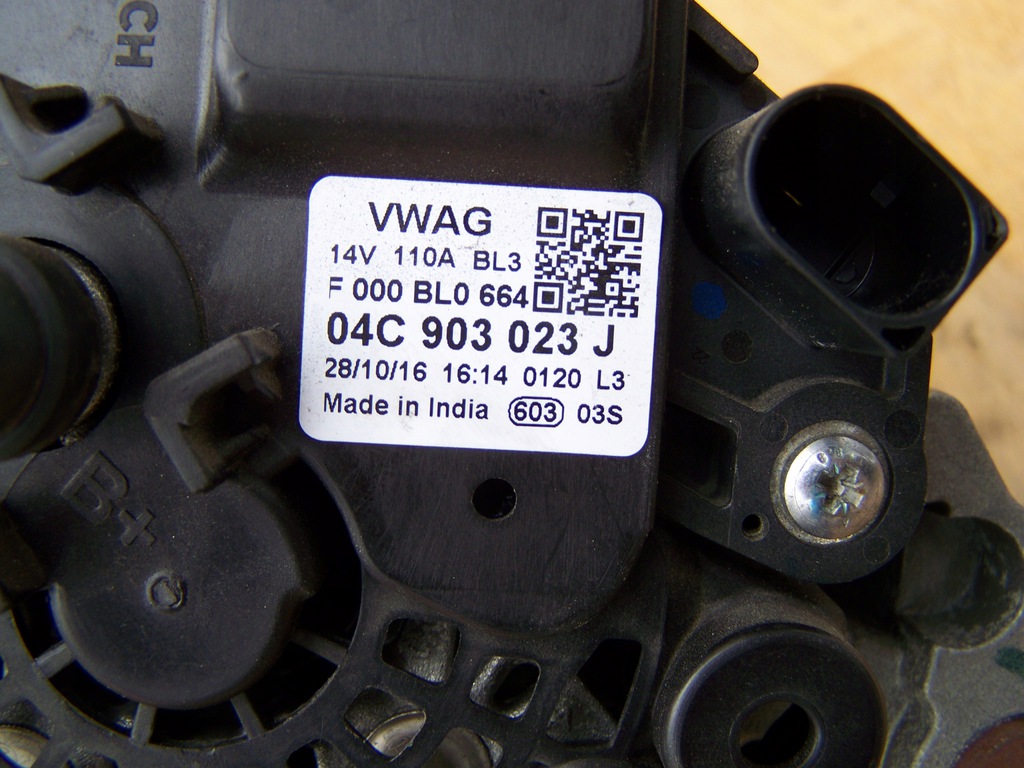 CH
VWAG
14V 110A BL3
F 000 BL0 664
04C 903 023 J
28/10/16 16:14 0120 L3
Made in India 603 03S
B+